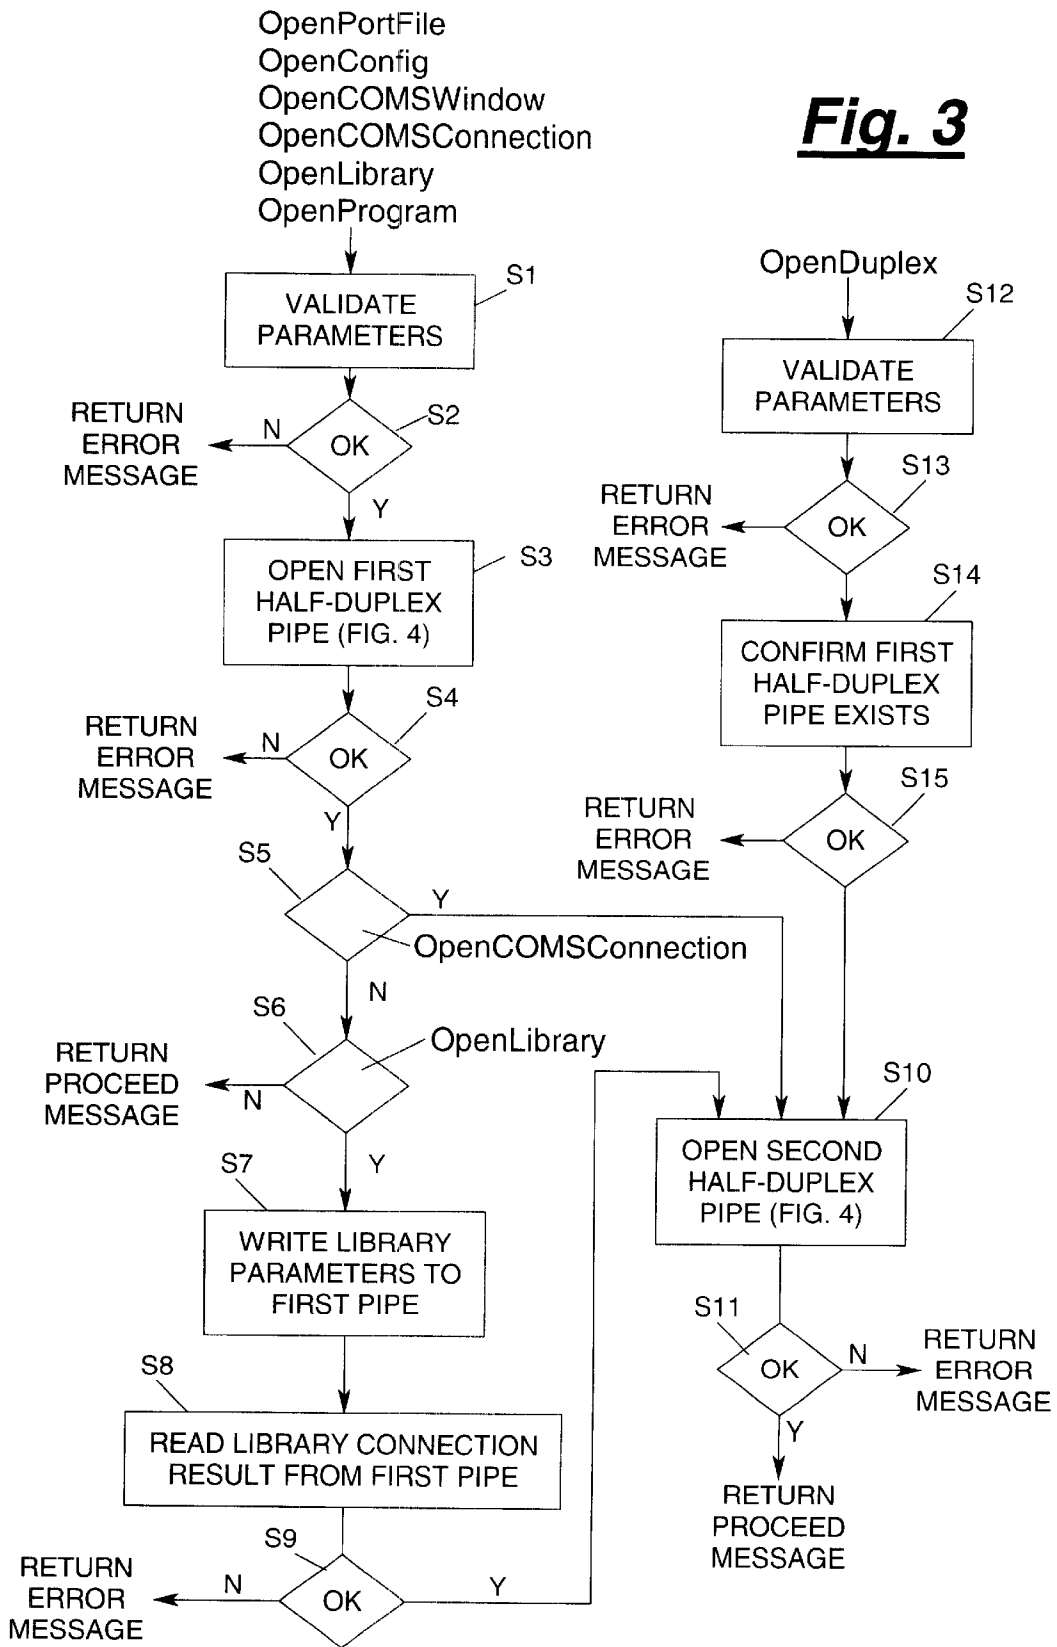 OpenPortFile
OpenConfig
OpenCOMSWindow
OpenCOMSConnection
OpenLibrary
OpenProgram
Fig. 3
S1
VALIDATE
PARAMETERS
S2
OK
N
RETURN
ERROR
MESSAGE
Y
S3
OPEN FIRST
HALF-DUPLEX
PIPE (FIG. 4)
S4
OK
N
RETURN
ERROR
MESSAGE
Y
S5
Y
OpenCOMSConnection
N
S6
OpenLibrary
RETURN
PROCEED
MESSAGE
N
Y
S7
WRITE LIBRARY
PARAMETERS TO
FIRST PIPE
S8
READ LIBRARY CONNECTION
RESULT FROM FIRST PIPE
S9
OK
N
RETURN
ERROR
MESSAGE
Y
OpenDuplex
S12
VALIDATE
PARAMETERS
S13
OK
RETURN
ERROR
MESSAGE
S14
CONFIRM FIRST
HALF-DUPLEX
PIPE EXISTS
S15
OK
RETURN
ERROR
MESSAGE
S10
OPEN SECOND
HALF-DUPLEX
PIPE (FIG. 4)
S11
OK
N
RETURN
ERROR
MESSAGE
Y
RETURN
PROCEED
MESSAGE